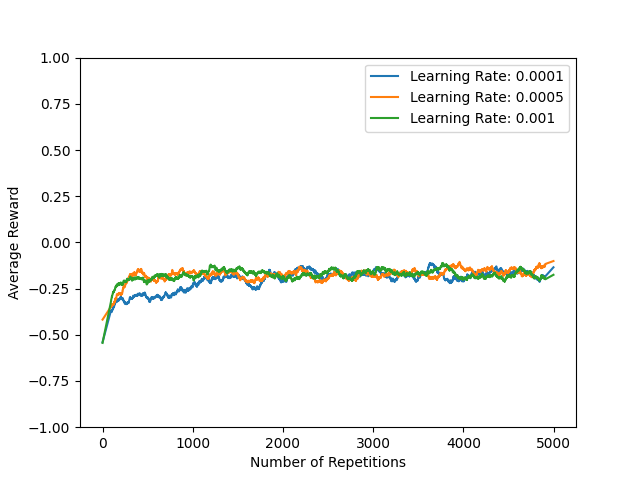 1.00
0.75
0.50
0.25
0.00
−0.25
−0.50
−0.75
−1.00
Average Reward
Learning Rate: 0.0001
Learning Rate: 0.0005
Learning Rate: 0.001
0 1000 2000 3000 4000 5000
Number of Repetitions